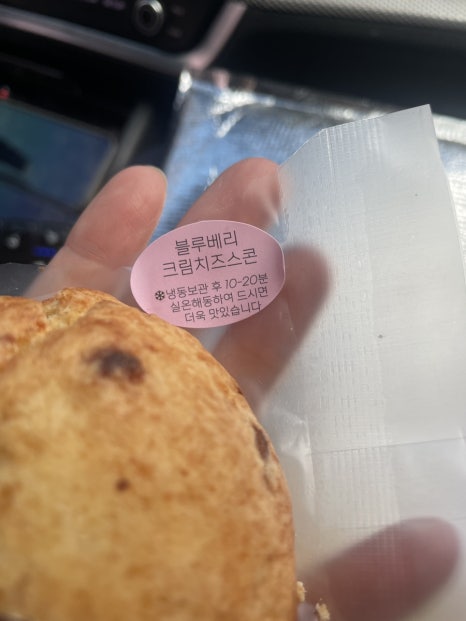 블루베리
크림치즈스콘
❄냉동보관 후 10-20분
실온해동하여 드시면
더욱 맛있습니다